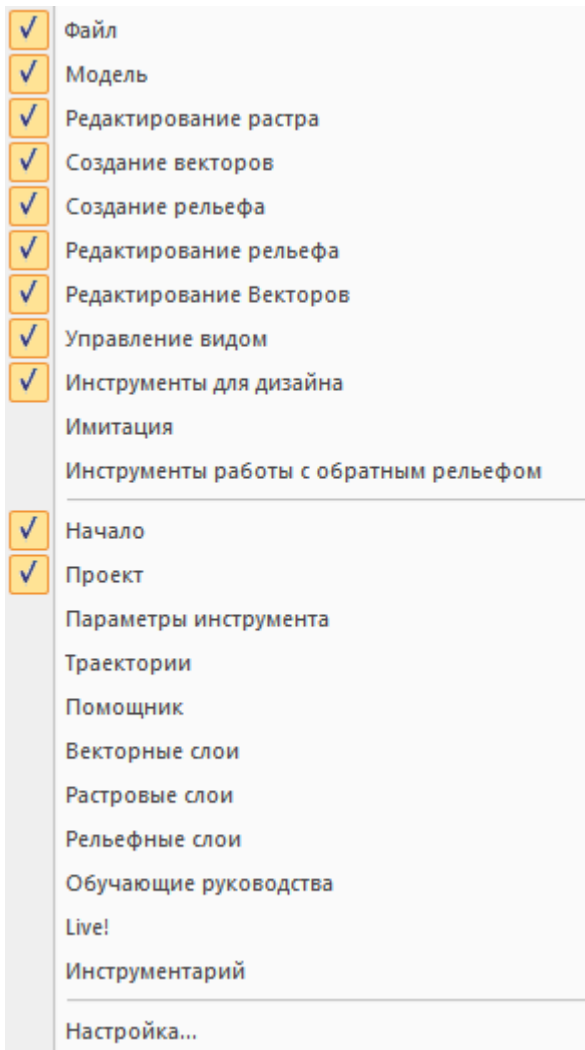 Файл
Модель
Редактирование растра
Создание векторов
Создание рельефа
Редактирование рельефа
Редактирование Векторов
Управление видом
Инструменты для дизайна
Имитация
Инструменты работы с обратным рельефом
Начало
Проект
Параметры инструмента
Траектории
Помощник
Векторные слои
Растровые слои
Рельефные слои
Обучающие руководства
Live!
Инструментарий
Настройка...